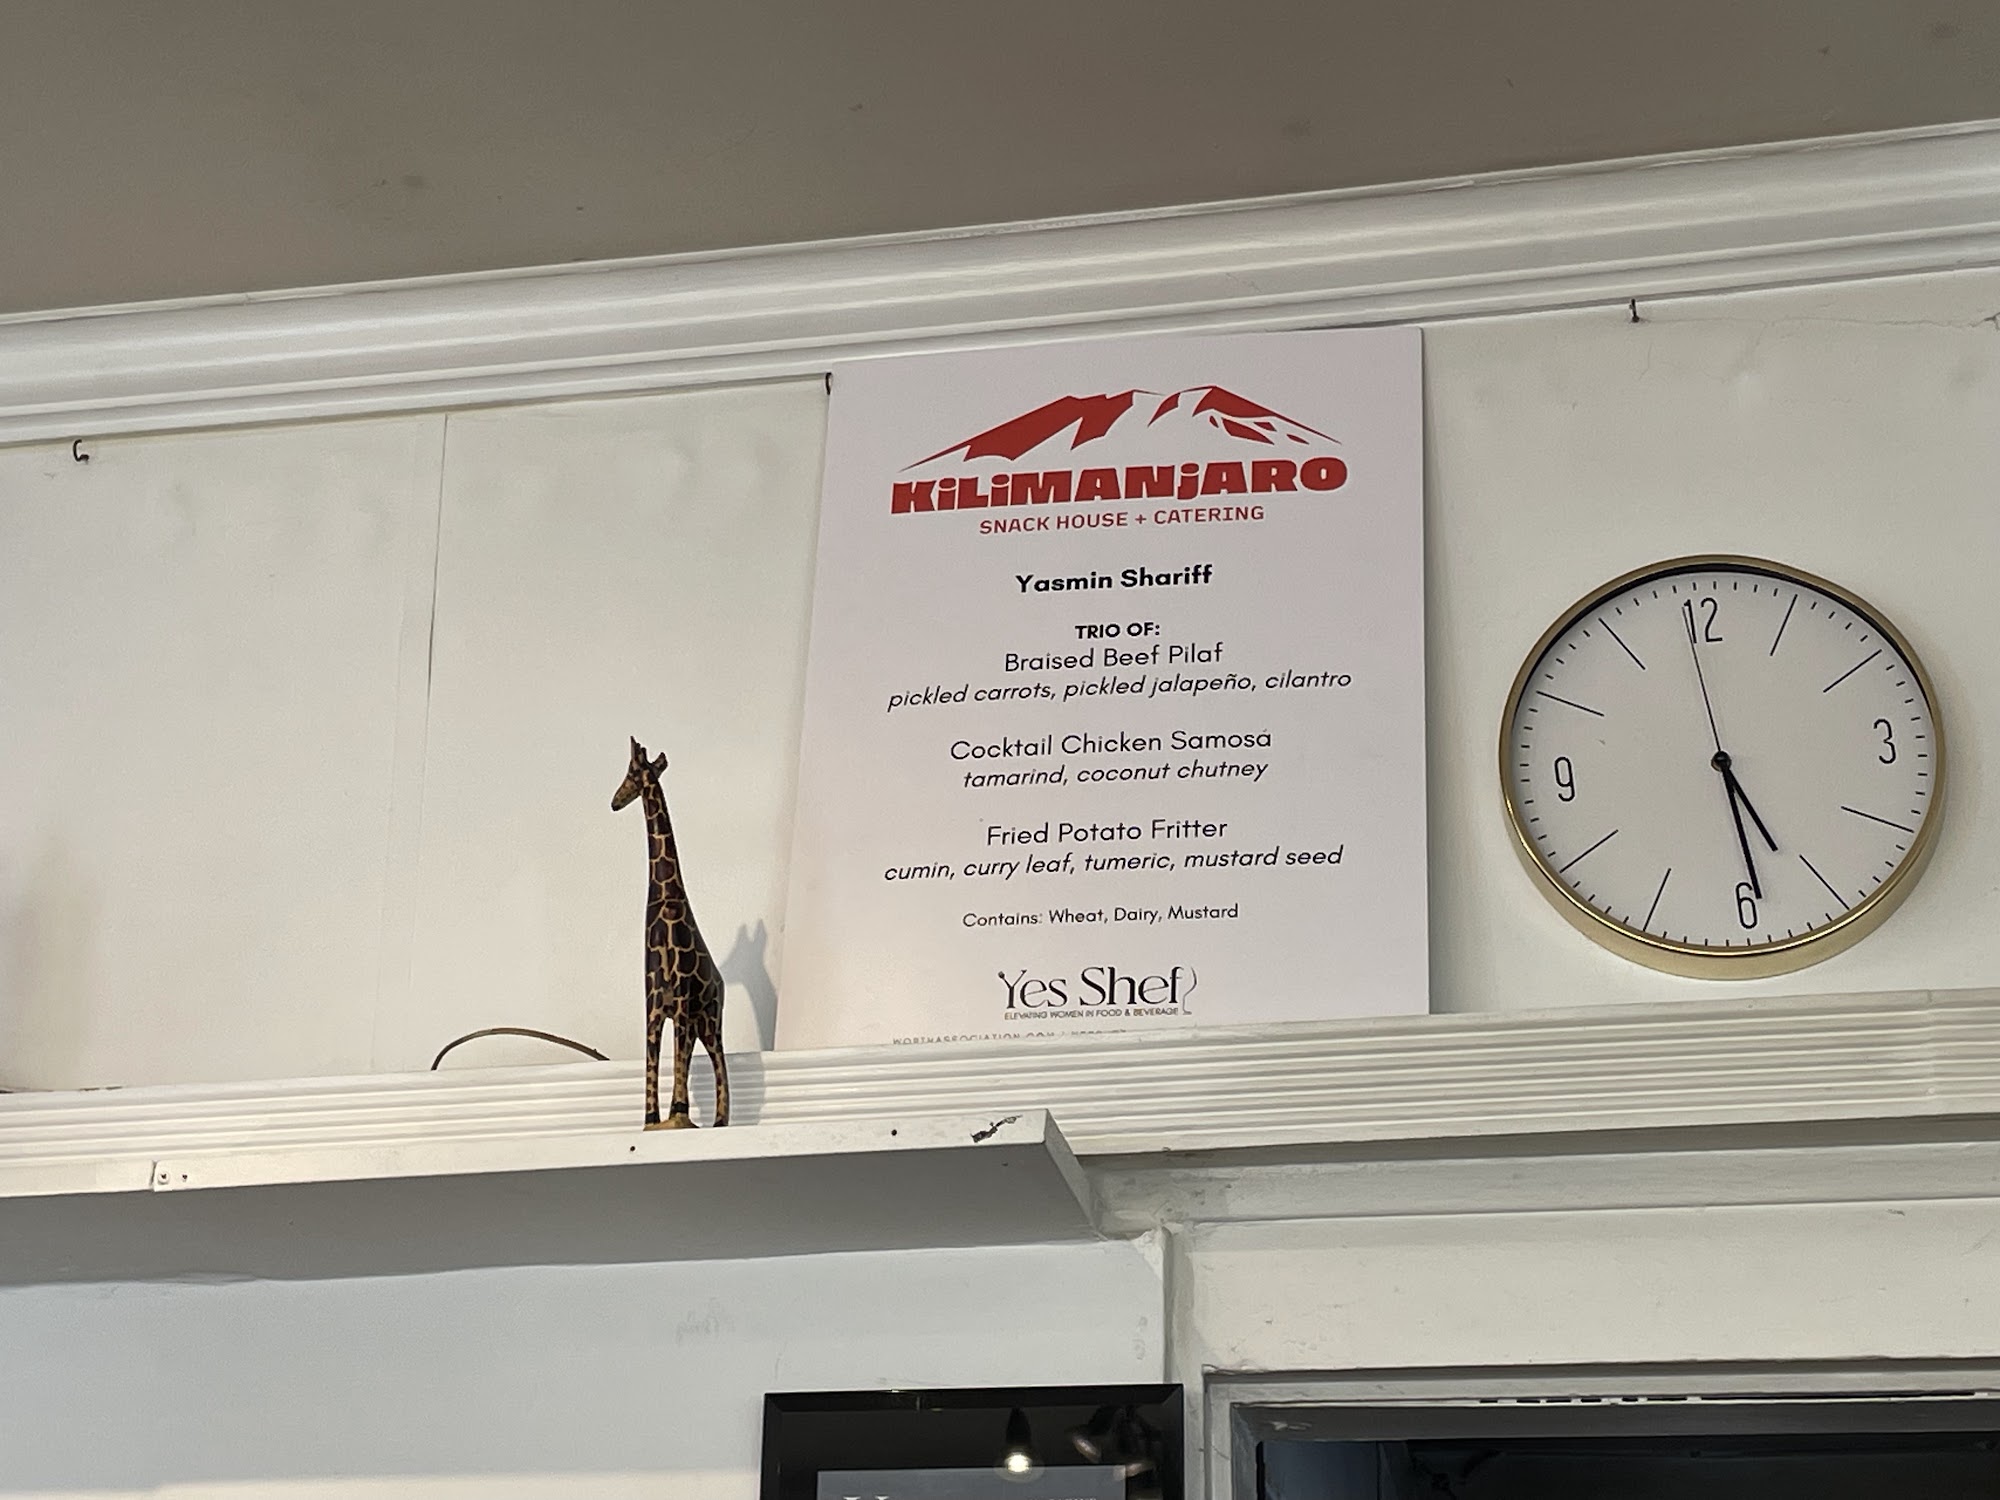 KiLiMANjARO
SNACK HOUSE + CATERING
Yasmin Shariff
TRIO OF:
Braised Beef Pilaf
pickled carrots, pickled jalapeño, cilantro
Cocktail Chicken Samosa
tamarind, coconut chutney
Fried Potato Fritter
cumin, curry leaf, tumeric, mustard seed
Contains: Wheat, Dairy, Mustard
Yes Shef
ELEVATING WOMEN IN FOOD & BEVERAGE
WORTHASSOCIATION.COM
12
3
6
9